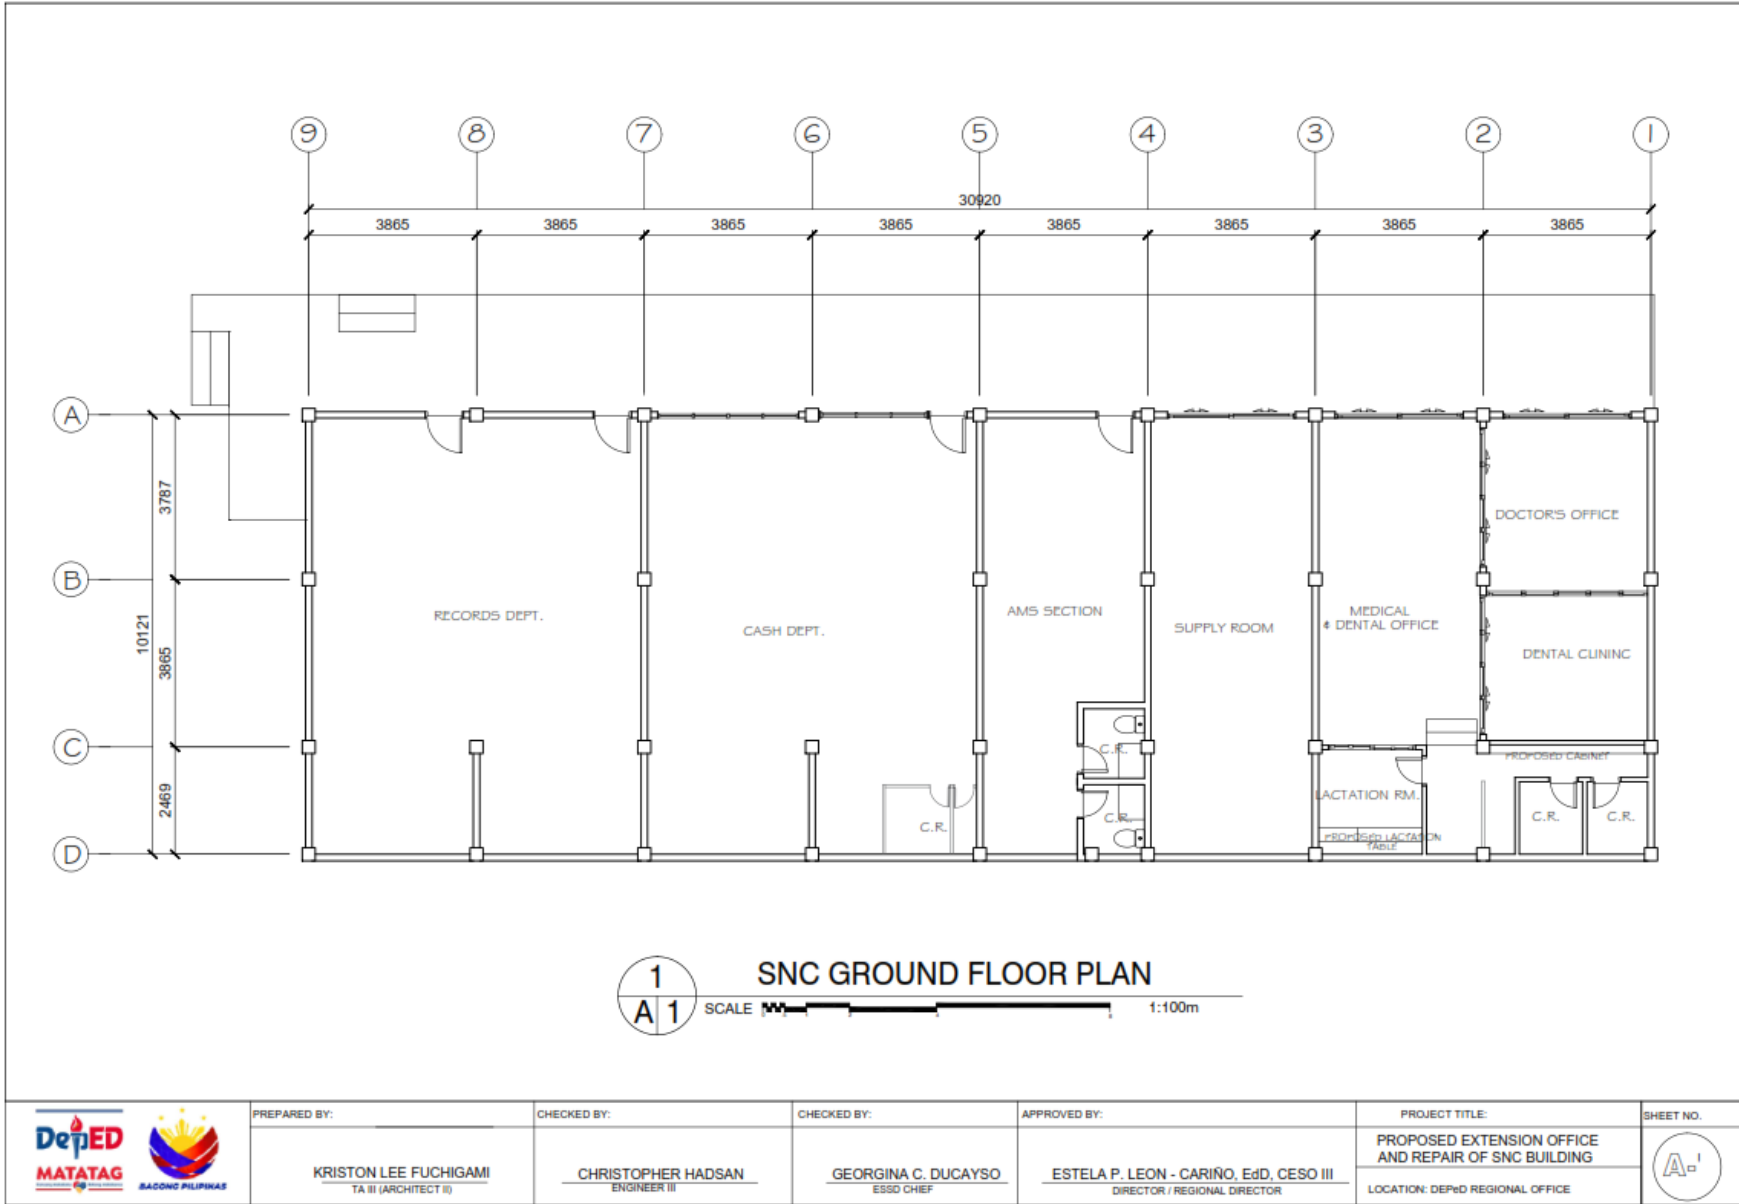 9 8 7 6 5 4 3 2 1
30920
3865 3865 3865 3865 3865 3865 3865 3865
A
3787
DOCTOR'S OFFICE
B
10121
3865
RECORDS DEPT.
CASH DEPT.
AMS SECTION
SUPPLY ROOM
MEDICAL
& DENTAL OFFICE
DENTAL CLININC
C
C.R.
PROPOSED CABINET
2469
LACTATION RM.
C.R.
C.R.
C.R.
C.R.
PROPOSED LACTATION
TABLE
D
1
A 1
SNC GROUND FLOOR PLAN
SCALE
1:100m
DepED
MATATAG
BAGONG PILIPINAS
PREPARED BY:
KRISTON LEE FUCHIGAMI
TA III (ARCHITECT II)
CHECKED BY:
CHRISTOPHER HADSAN
ENGINEER III
CHECKED BY:
GEORGINA C. DUCAYSO
ESSD CHIEF
APPROVED BY:
ESTELA P. LEON - CARIÑO, EdD, CESO III
DIRECTOR / REGIONAL DIRECTOR
PROJECT TITLE:
PROPOSED EXTENSION OFFICE
AND REPAIR OF SNC BUILDING
LOCATION: DEPeD REGIONAL OFFICE
SHEET NO.
A-1